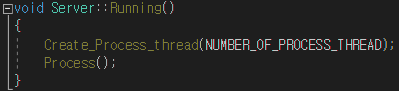 void Server::Running()
{
    Create_Process_thread(NUMBER_OF_PROCESS_THREAD);
    Process();
}